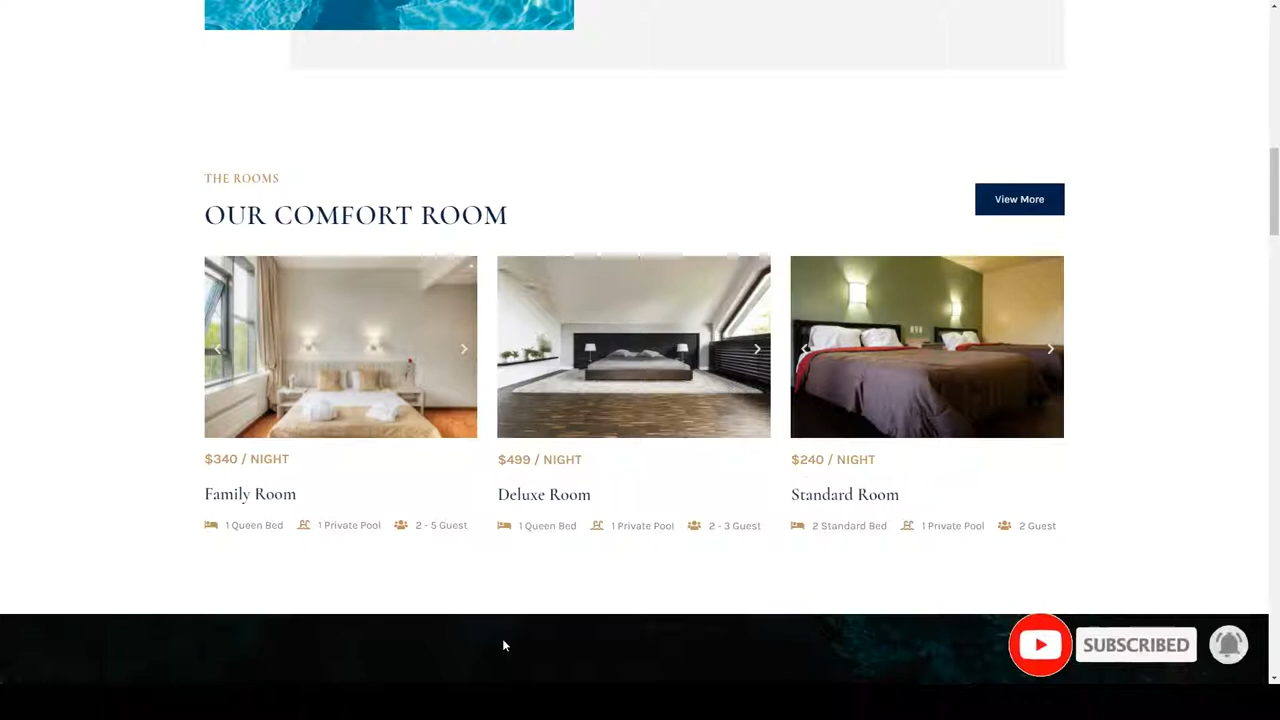 THE ROOMS
OUR COMFORT ROOM
View More
$340 / NIGHT
Family Room
1 Queen Bed 1 Private Pool 2 - 5 Guest
$499 / NIGHT
Deluxe Room
1 Queen Bed 1 Private Pool 2 - 3 Guest
$240 / NIGHT
Standard Room
2 Standard Bed 1 Private Pool 2 Guest
SUBSCRIBED